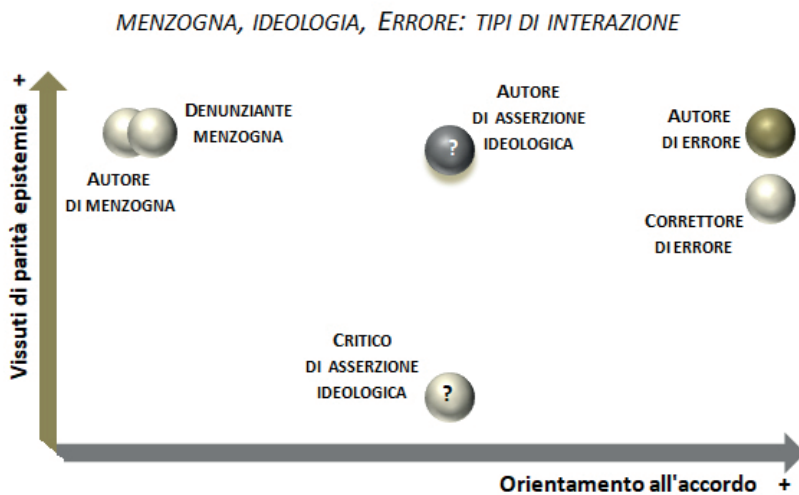 MENZOGNA, IDEOLOGIA, ERRORE: TIPI DI INTERAZIONE
Vissuti di parità epistemica +
DENUNZIANTE
MENZOGNA
AUTORE
DI MENZOGNA
AUTORE
DI ASSERZIONE
IDEOLOGICA
?
AUTORE
DI ERRORE
CORRETTORE
DI ERRORE
CRITICO
DI ASSERZIONE
IDEOLOGICA
?
Orientamento all'accordo +